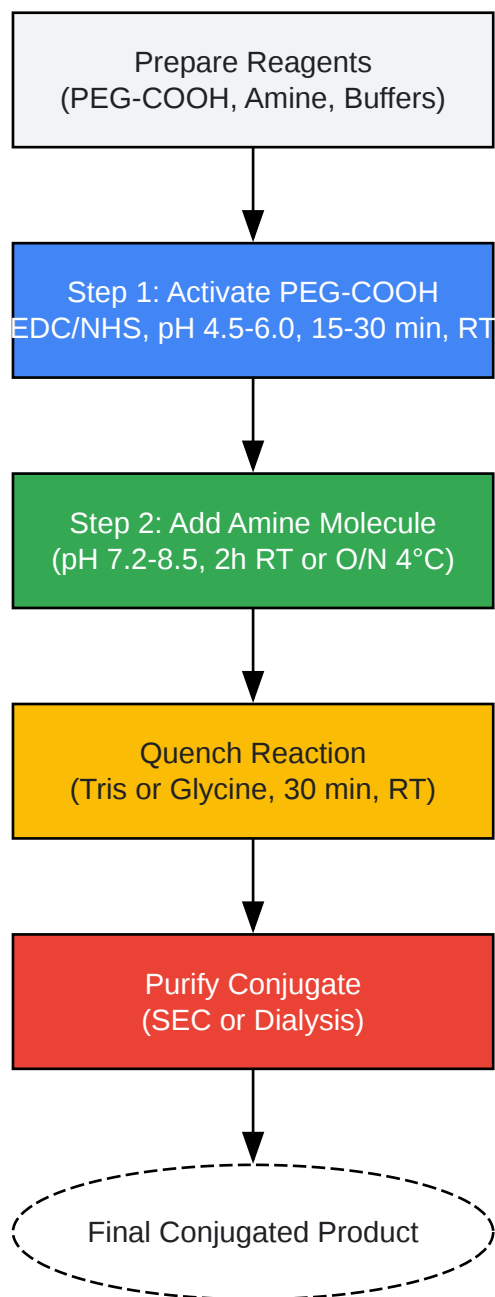 Prepare Reagents
(PEG-COOH, Amine, Buffers)
Step 1: Activate PEG-COOH
EDC/NHS, pH 4.5-6.0, 15-30 min, RT
Step 2: Add Amine Molecule
(pH 7.2-8.5, 2h RT or O/N 4°C)
Quench Reaction
(Tris or Glycine, 30 min, RT)
Purify Conjugate
(SEC or Dialysis)
Final Conjugated Product